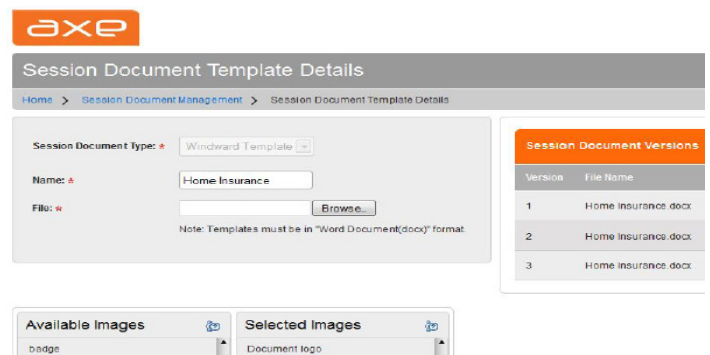 axe
Session Document Template Details
Home > Session Document Management > Session Document Template Details
Session Document Type: * Windward Template
Name: * Home Insurance
File: * Browse..
Note: Templates must be in "Word Document(docx)" format.
Session Document Versions
Version File Name
1 Home Insurance.docx
2 Home Insurance.docx
3 Home Insurance.docx
Available Images Selected Images
badge Document logo